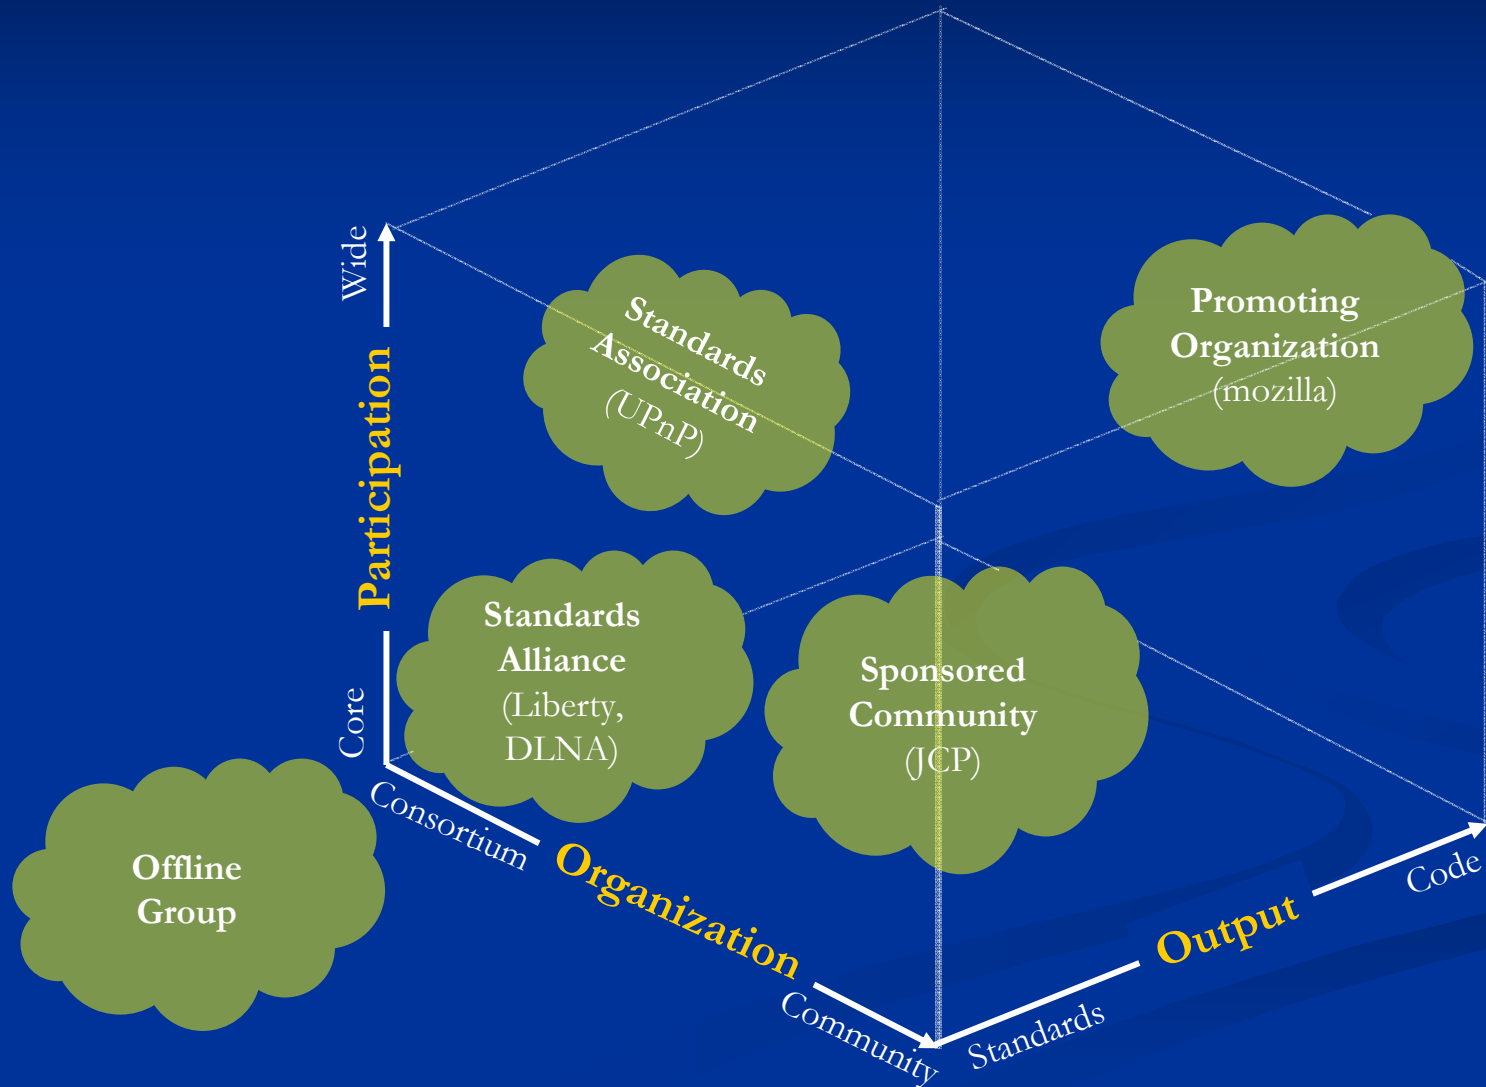 Wide
Participation
Core
Standards
Association
(UPnP)
Promoting
Organization
(mozilla)
Standards
Alliance
(Liberty,
DLNA)
Sponsored
Community
(JCP)
Offline
Group
Consortium
Organization
Community
Standards
Output
Code